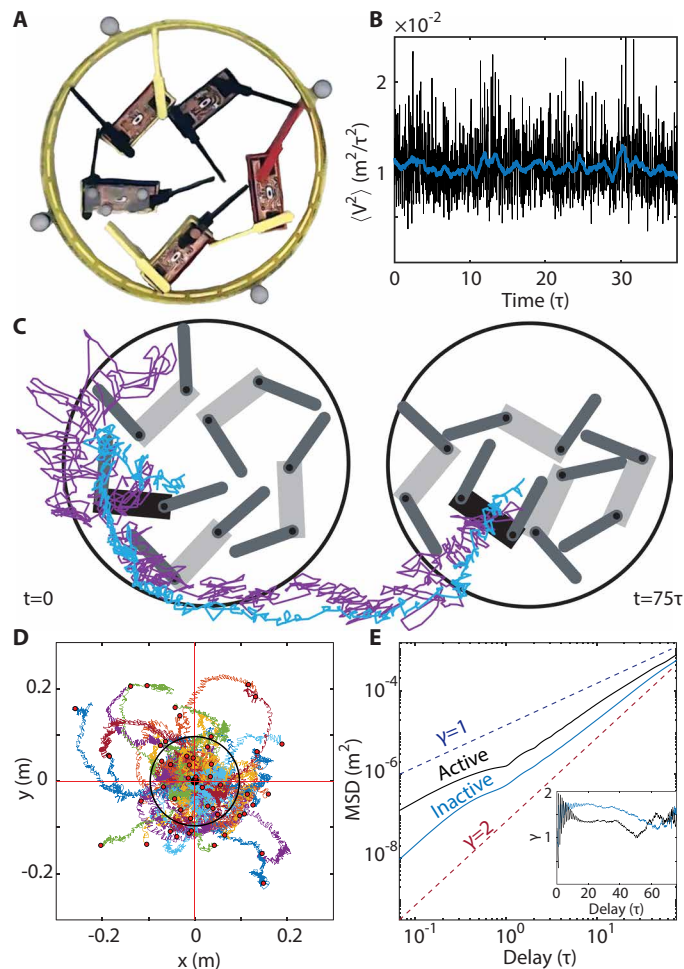 A
B
× 10⁻²
⟨V²⟩ (m²/τ²)
2
1
0
10
20
30
Time (τ)
C
t=0
t=75τ
D
y (m)
0.2
0
-0.2
-0.2
0
0.2
x (m)
E
MSD (m²)
10⁻⁴
10⁻⁶
10⁻⁸
γ=1
Active
Inactive
γ=2
γ
2
1
0
20
40
60
Delay (τ)
10⁻¹
10⁰
10¹
Delay (τ)